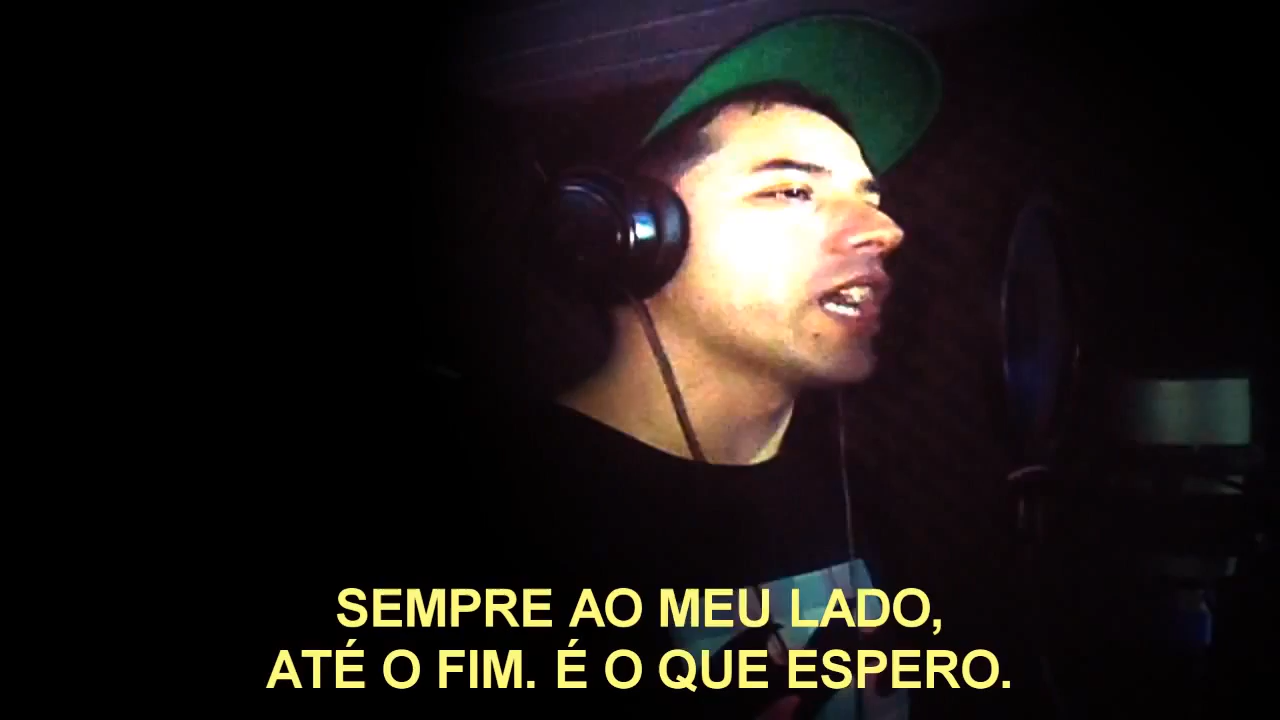 SEMPRE AO MEU LADO,
ATÉ O FIM. É O QUE ESPERO.